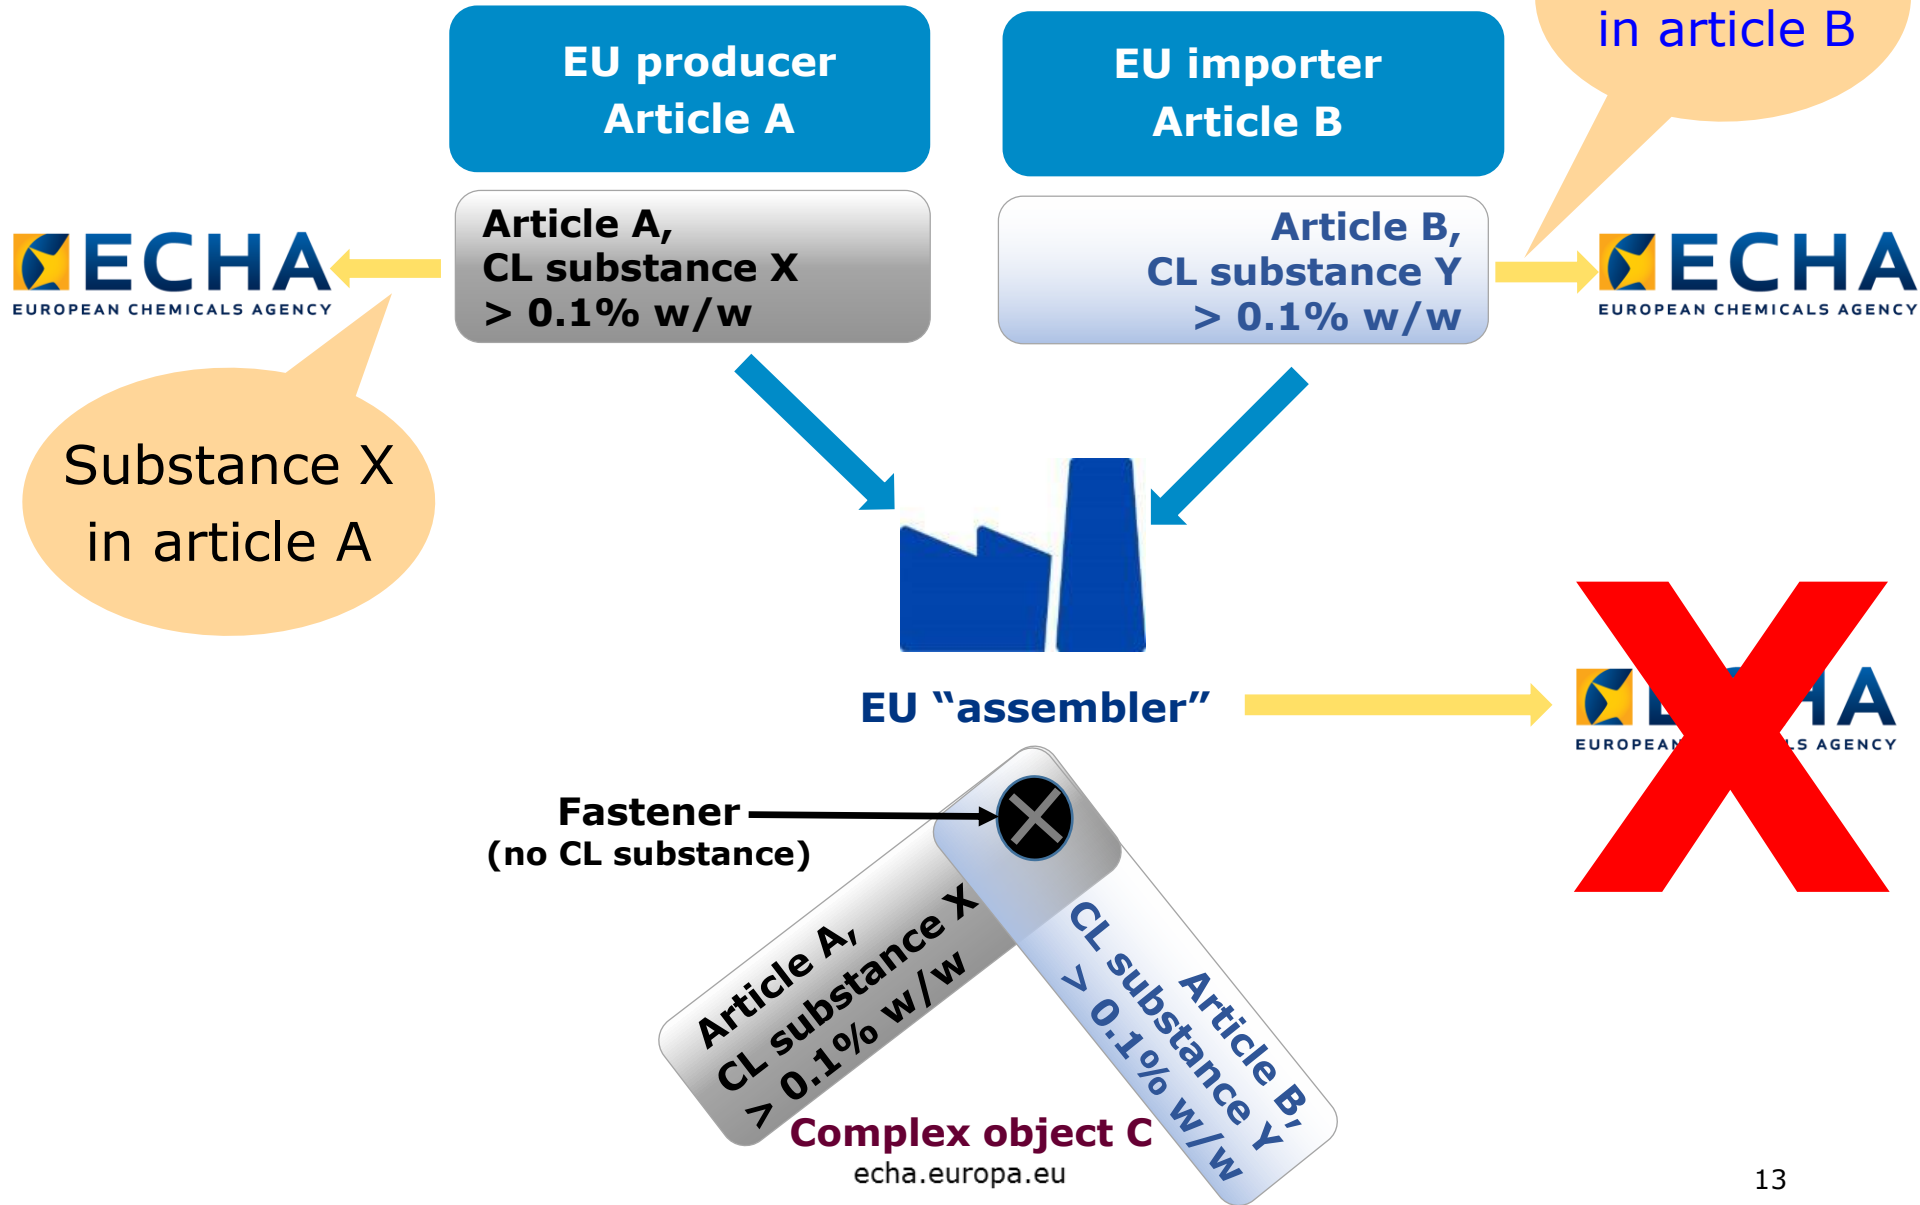 in article B
EU producer
Article A
EU importer
Article B
ECHA
EUROPEAN CHEMICALS AGENCY
Article A,
CL substance X
> 0.1% w/w
Article B,
CL substance Y
> 0.1% w/w
ECHA
EUROPEAN CHEMICALS AGENCY
Substance X
in article A
EU “assembler”
A
EUROPEAN
LS AGENCY
Fastener
(no CL substance)
Article A,
CL substance X
> 0.1% w/w
Article B,
CL substance Y
> 0.1% w/w
Complex object C
echa.europa.eu
13